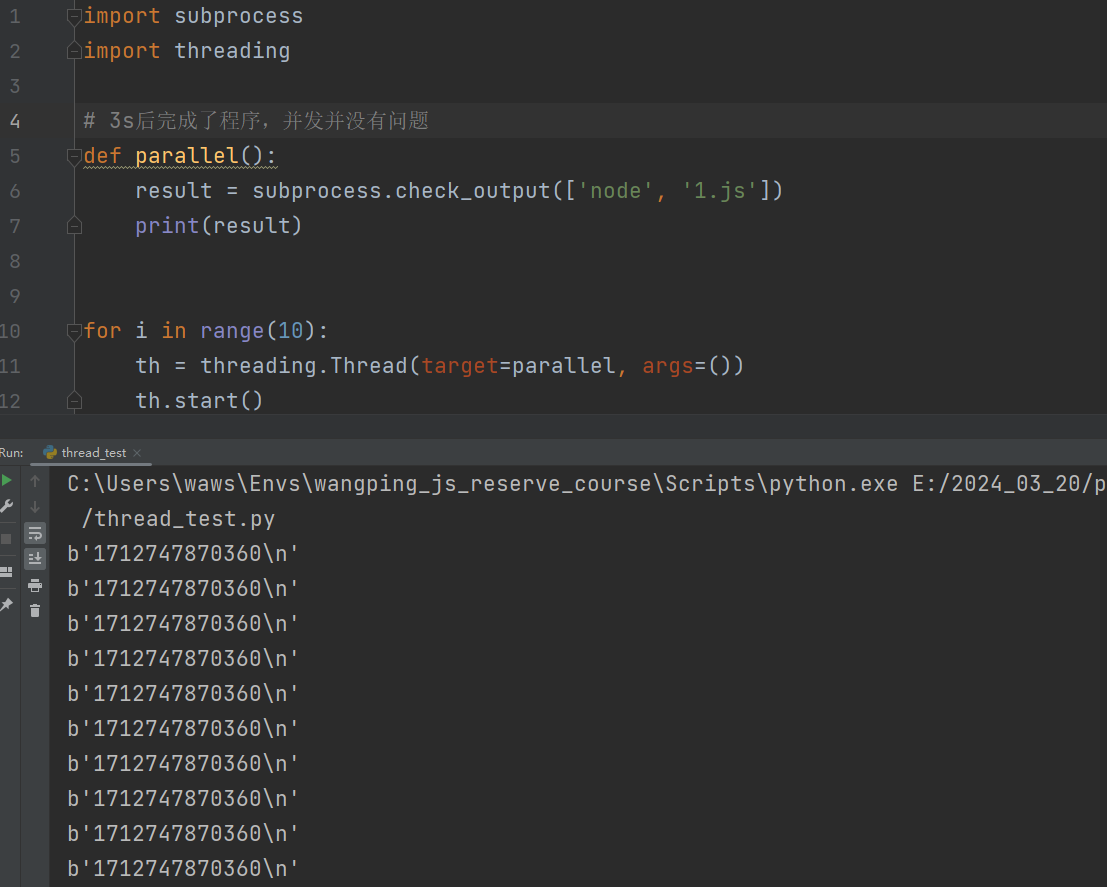 1 import subprocess
2 import threading
3
4 # 3s后完成了程序，并发并没有问题
5 def parallel():
6     result = subprocess.check_output(['node', '1.js'])
7     print(result)
8
9
10 for i in range(10):
11     th = threading.Thread(target=parallel, args=())
12     th.start()
Run: thread_test
C:\Users\waws\Envs\wangping_js_reserve_course\Scripts\python.exe E:/2024_03_20/p
/thread_test.py
b'1712747870360\n'
b'1712747870360\n'
b'1712747870360\n'
b'1712747870360\n'
b'1712747870360\n'
b'1712747870360\n'
b'1712747870360\n'
b'1712747870360\n'
b'1712747870360\n'
b'1712747870360\n'